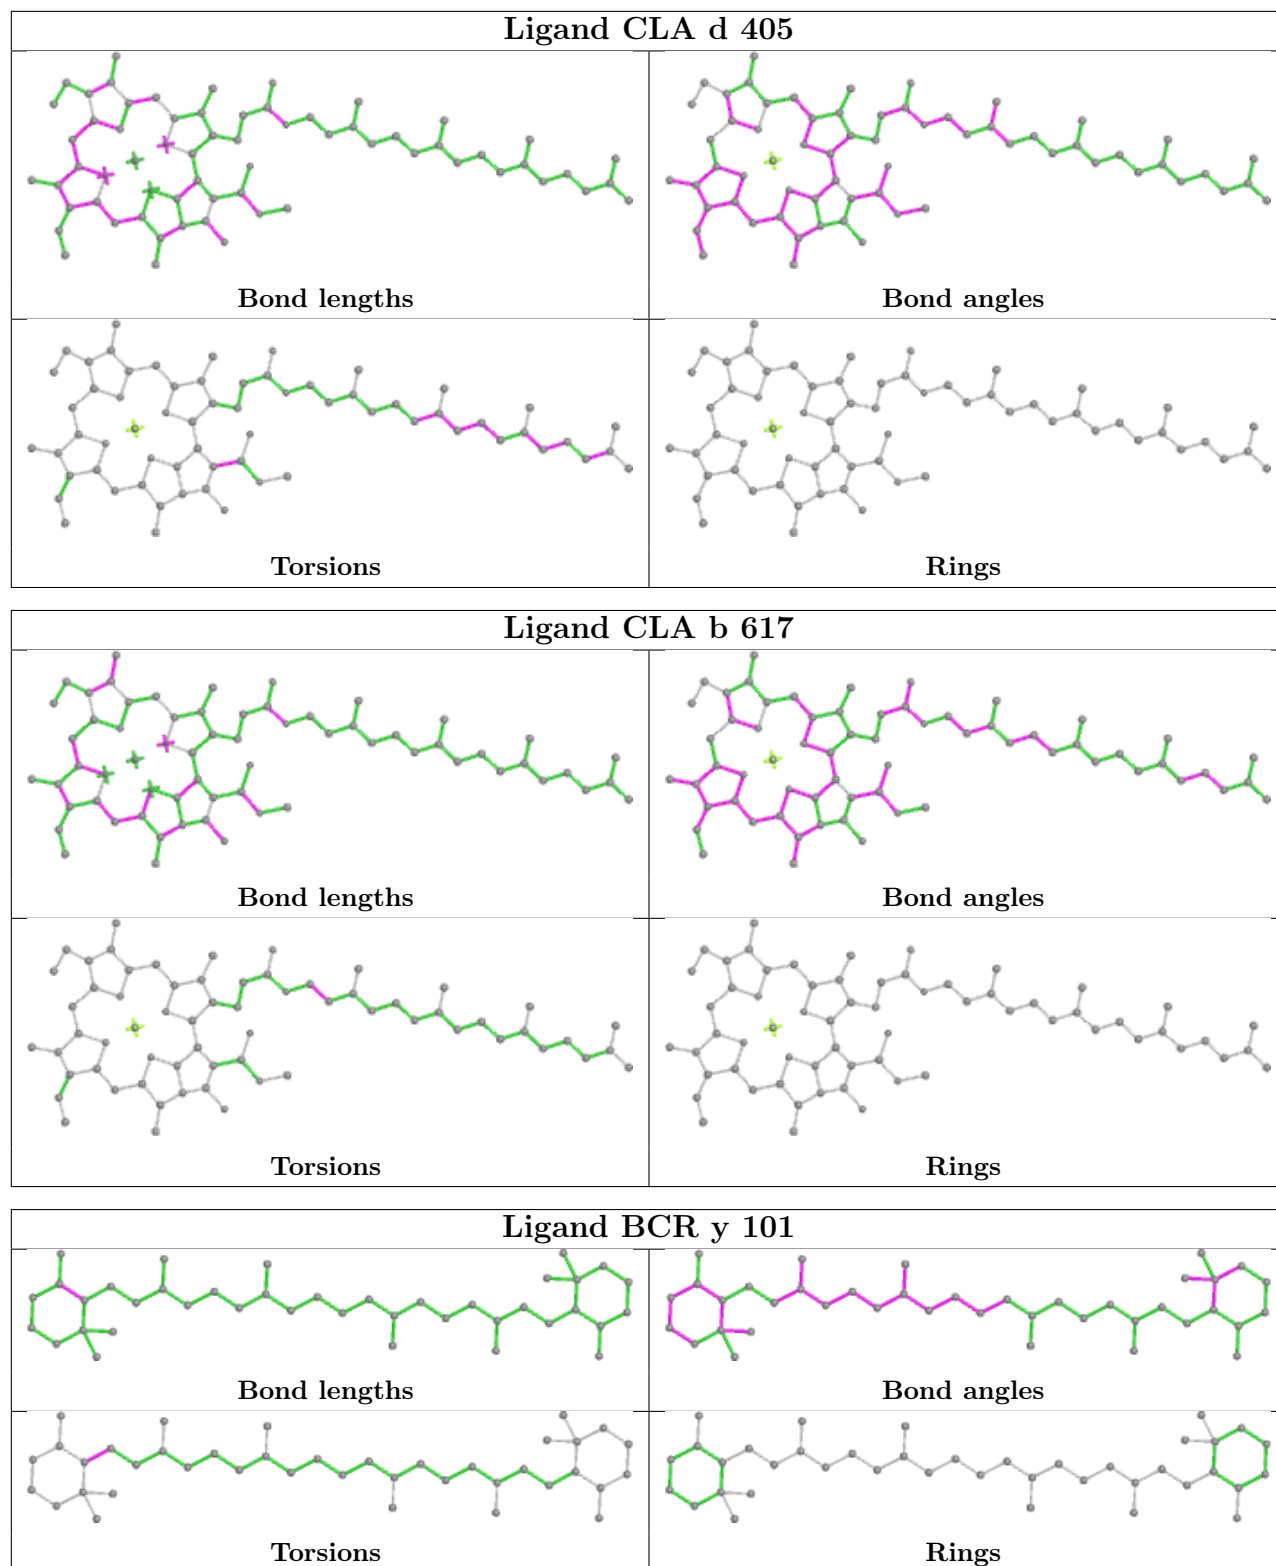 Ligand CLA d 405
Bond lengths
Bond angles
Torsions
Rings
Ligand CLA b 617
Bond lengths
Bond angles
Torsions
Rings
Ligand BCR y 101
Bond lengths
Bond angles
Torsions
Rings